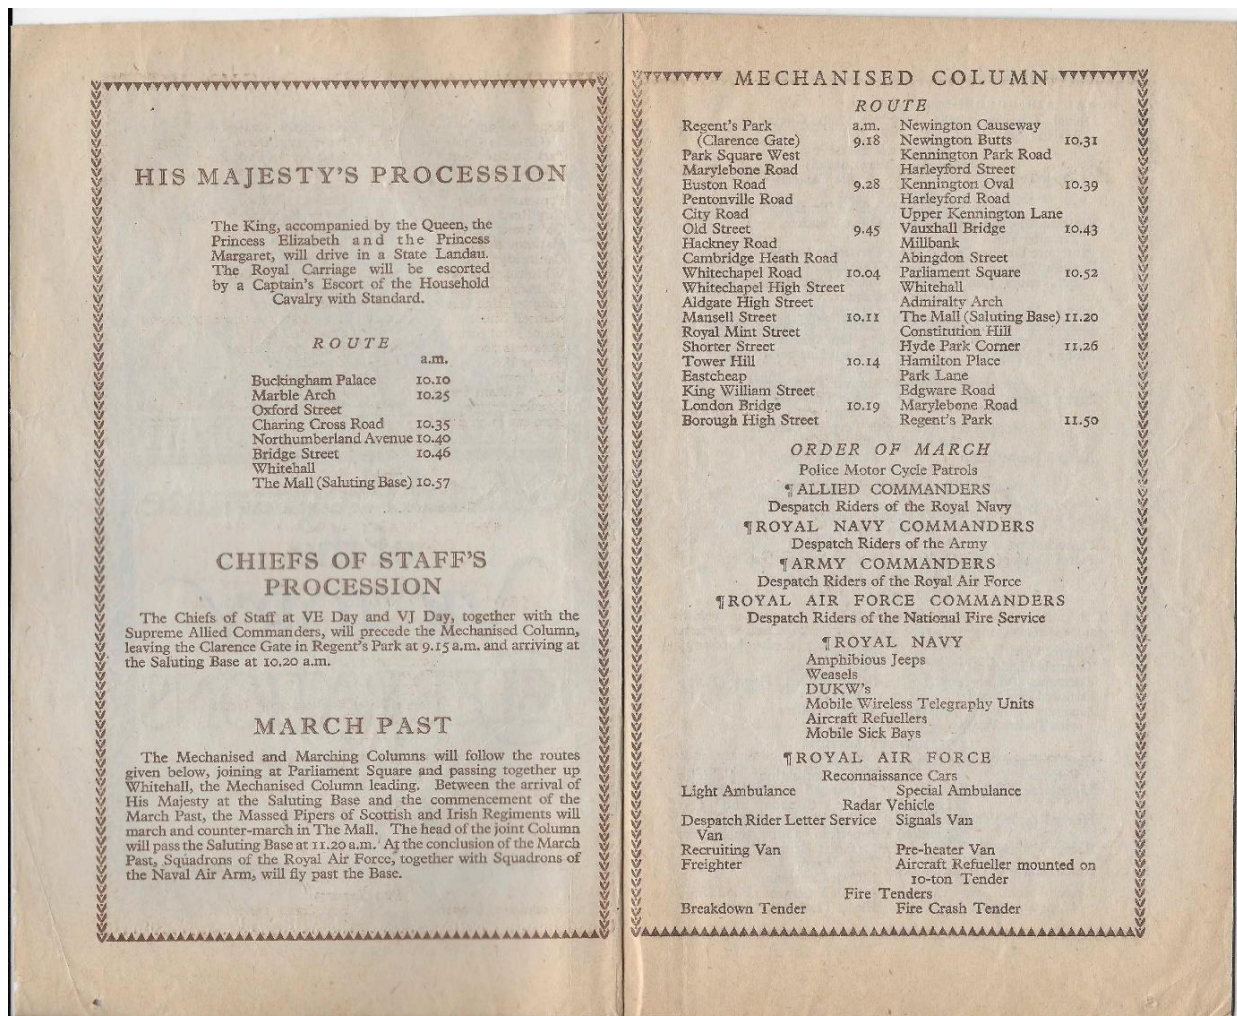 HIS MAJESTY'S PROCESSION
The King, accompanied by the Queen, the
Princess Elizabeth and the Princess
Margaret, will drive in a State Landau.
The Royal Carriage will be escorted
by a Captain's Escort of the Household
Cavalry with Standard.
ROUTE
a.m.
Buckingham Palace 10.10
Marble Arch 10.25
Oxford Street
Charing Cross Road 10.35
Northumberland Avenue 10.40
Bridge Street 10.46
Whitehall
The Mall (Saluting Base) 10.57
CHIEFS OF STAFF'S
PROCESSION
The Chiefs of Staff at VE Day and VJ Day, together with the
Supreme Allied Commanders, will precede the Mechanised Column,
leaving the Clarence Gate in Regent's Park at 9.15 a.m. and arriving at
the Saluting Base at 10.20 a.m.
MARCH PAST
The Mechanised and Marching Columns will follow the routes
given below, joining at Parliament Square and passing together up
Whitehall, the Mechanised Column leading. Between the arrival of
His Majesty at the Saluting Base and the commencement of the
March Past, the Massed Pipers of Scottish and Irish Regiments will
march and counter-march in The Mall. The head of the joint Column
will pass the Saluting Base at 11.20 a.m. At the conclusion of the March
Past, Squadrons of the Royal Air Force, together with Squadrons of
the Naval Air Arm, will fly past the Base.
MECHANISED COLUMN
ROUTE
Regent's Park a.m.
(Clarence Gate) 9.18
Park Square West
Marylebone Road
Euston Road 9.28
Pentonville Road
City Road
Old Street 9.45
Hackney Road
Cambridge Heath Road
Whitechapel Road 10.04
Whitechapel High Street
Aldgate High Street
Mansell Street 10.11
Royal Mint Street
Shorter Street
Tower Hill 10.14
Eastcheap
King William Street
London Bridge 10.19
Borough High Street
Newington Causeway
Newington Butts 10.31
Kennington Park Road
Harleyford Street
Kennington Oval 10.39
Harleyford Road
Upper Kennington Lane
Vauxhall Bridge 10.43
Millbank
Abingdon Street
Parliament Square 10.52
Whitehall
Admiralty Arch
The Mall (Saluting Base) 11.20
Constitution Hill
Hyde Park Corner 11.26
Hamilton Place
Park Lane
Edgware Road
Marylebone Road
Regent's Park 11.50
ORDER OF MARCH
Police Motor Cycle Patrols
¶ALLIED COMMANDERS
Despatch Riders of the Royal Navy
¶ROYAL NAVY COMMANDERS
Despatch Riders of the Army
¶ARMY COMMANDERS
Despatch Riders of the Royal Air Force
¶ROYAL AIR FORCE COMMANDERS
Despatch Riders of the National Fire Service
¶ROYAL NAVY
Amphibious Jeeps
Weasels
DUKW's
Mobile Wireless Telegraphy Units
Aircraft Refuellers
Mobile Sick Bays
¶ROYAL AIR FORCE
Reconnaissance Cars
Light Ambulance Special Ambulance
Radar Vehicle
Despatch Rider Letter Service Signals Van
Van
Recruiting Van Pre-heater Van
Freighter Aircraft Refueller mounted on
10-ton Tender
Fire Tenders
Breakdown Tender Fire Crash Tender